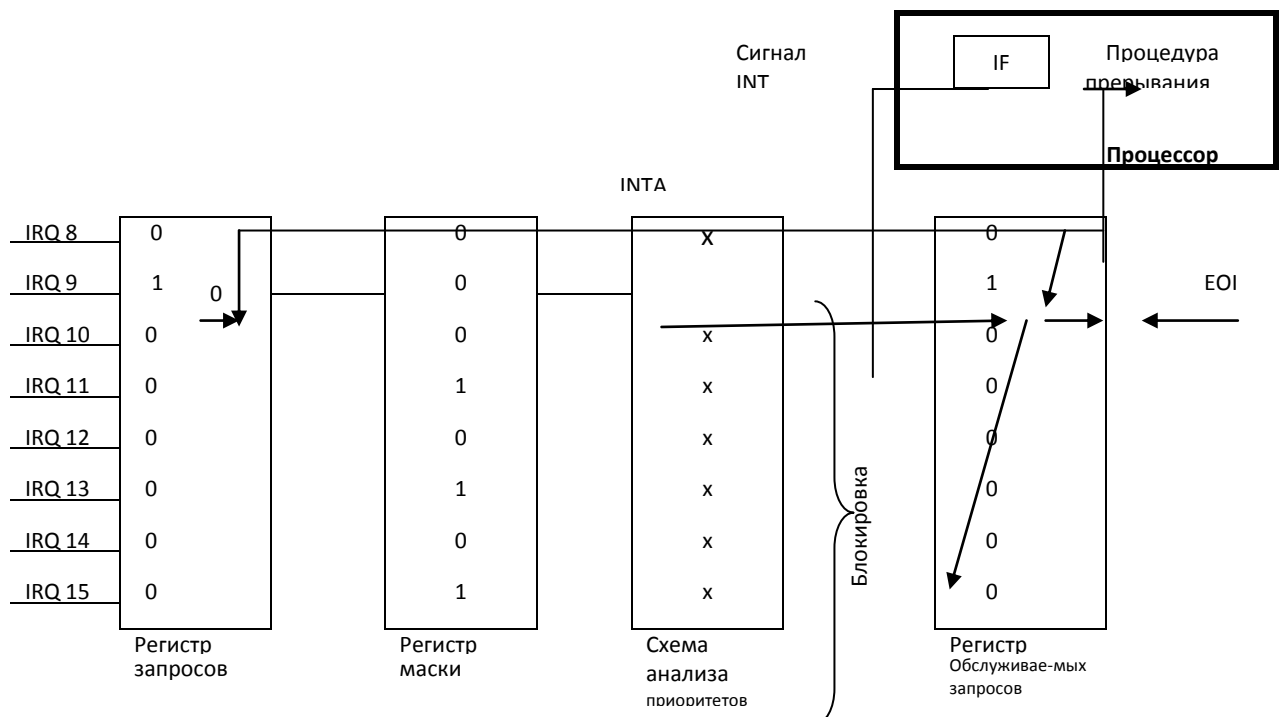 Сигнал
INT
IF
Процедура
прерывания
Процессор
INTA
IRQ 8 0 0 x 0
IRQ 9 1 0 0 1 EOI
IRQ 10 0 0 x 0
IRQ 11 0 1 x 0
IRQ 12 0 0 x 0
IRQ 13 0 1 x 0
IRQ 14 0 0 x 0
IRQ 15 0 1 x 0
Блокировка
Регистр
запросов
Регистр
маски
Схема
анализа
приоритетов
Регистр
Обслуживае-мых
запросов